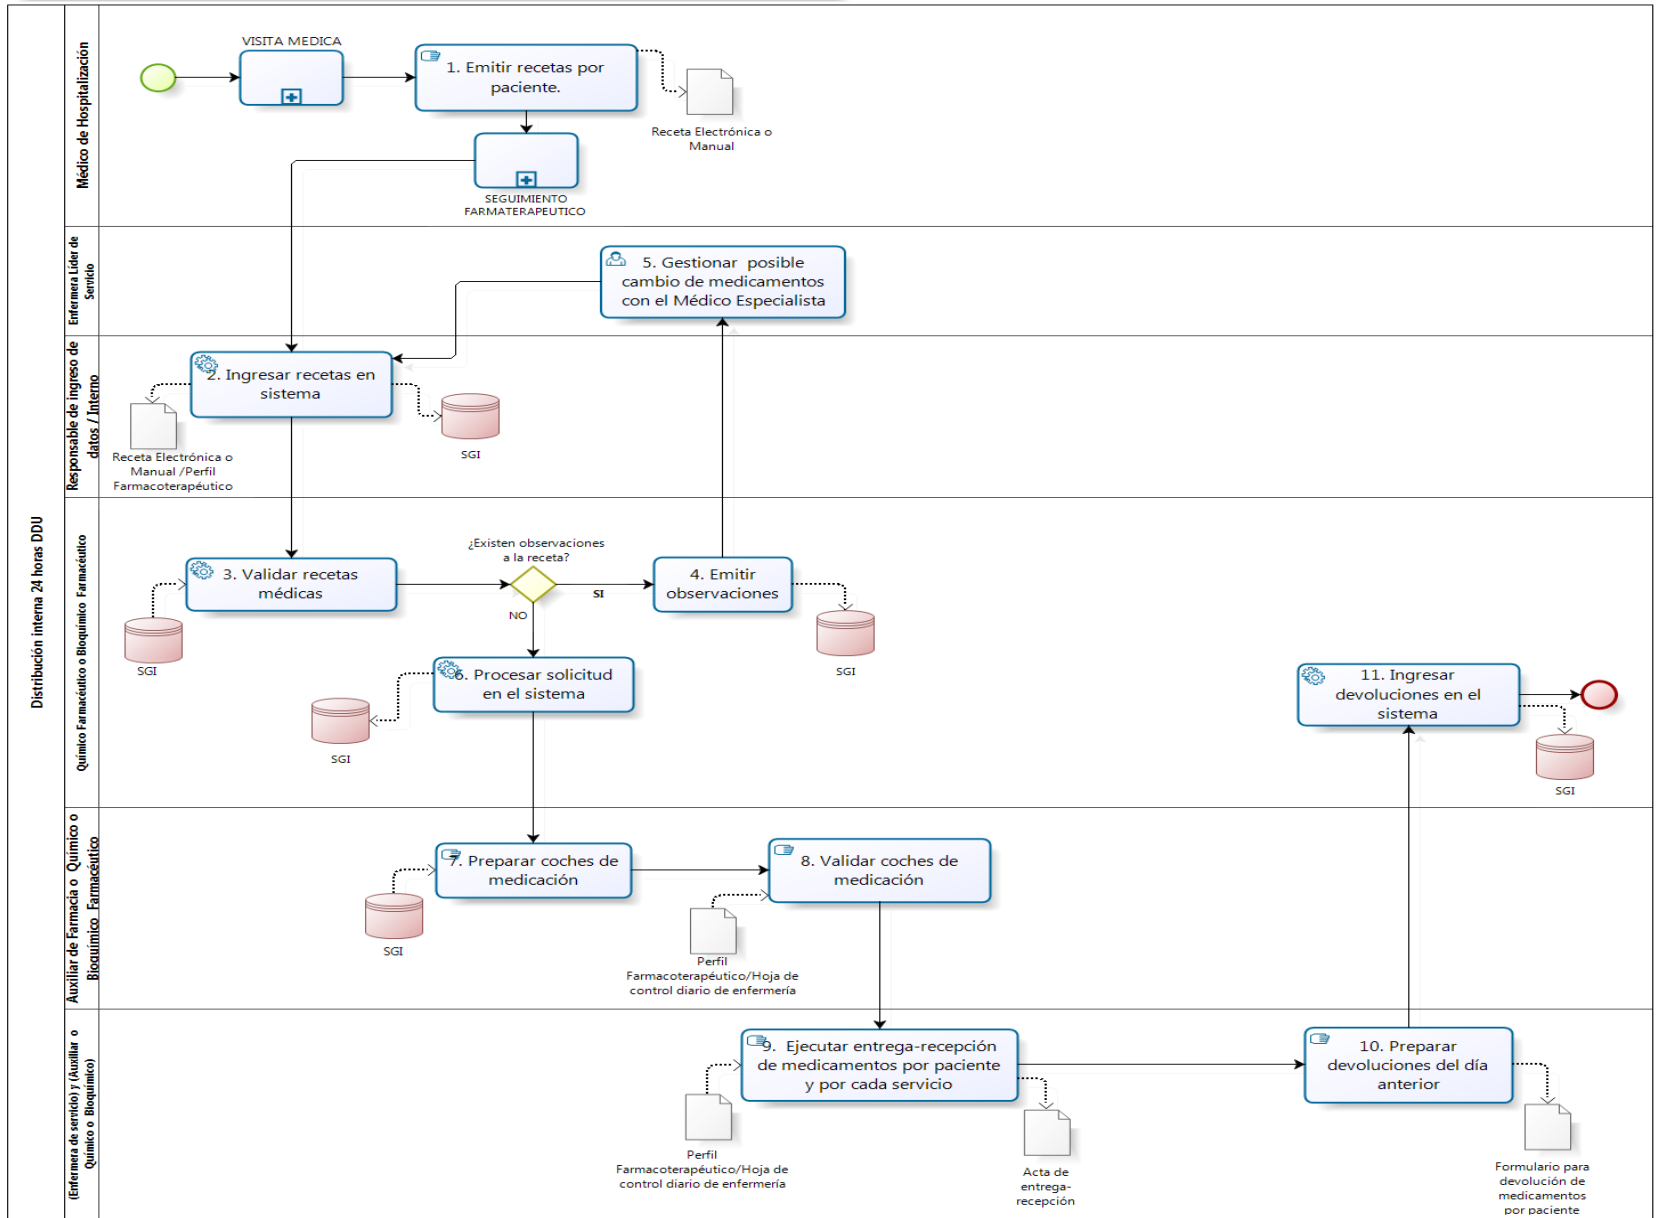 Distribución interna 24 horas DDU
Médico de Hospitalización
VISITA MEDICA
1. Emitir recetas por
paciente.
Receta Electrónica o
Manual
SEGUIMIENTO
FARMATERAPEUTICO
Enfermera Líder de
Servicio
5. Gestionar posible
cambio de medicamentos
con el Médico Especialista
Responsable de ingreso de
datos / Interno
2. Ingresar recetas en
sistema
Receta Electrónica o
Manual /Perfil
Farmacoterapéutico
SGI
Químico Farmacéutico o Bioquímico Farmacéutico
3. Validar recetas
médicas
SGI
¿Existen observaciones
a la receta?
SI
NO
4. Emitir
observaciones
SGI
6. Procesar solicitud
en el sistema
SGI
11. Ingresar
devoluciones en el
sistema
SGI
Auxiliar de Farmacia o Químico o
Bioquímico Farmacéutico
7. Preparar coches de
medicación
SGI
8. Validar coches de
medicación
Perfil
Farmacoterapéutico/Hoja de
control diario de enfermería
(Enfermera de servicio) y (Auxiliar o
Químico o Bioquímico)
9. Ejecutar entrega-recepción
de medicamentos por paciente
y por cada servicio
Perfil
Farmacoterapéutico/Hoja de
control diario de enfermería
Acta de
entrega-
recepción
10. Preparar
devoluciones del día
anterior
Formulario para
devolución de
medicamentos
por paciente